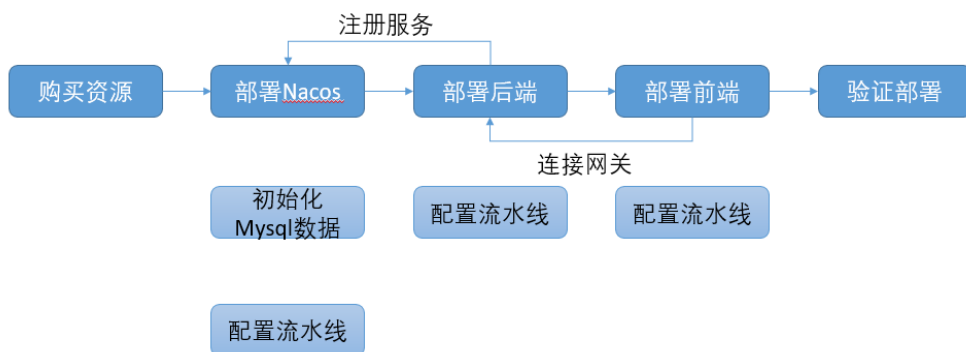 注册服务
购买资源
部署Nacos
部署后端
部署前端
验证部署
连接网关
初始化
Mysql数据
配置流水线
配置流水线
配置流水线